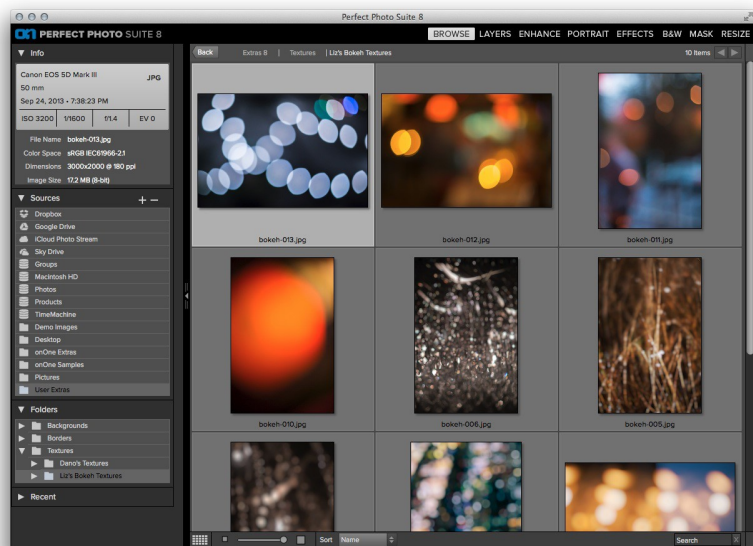 Perfect Photo Suite 8
on PERFECT PHOTO SUITE 8
BROWSE LAYERS ENHANCE PORTRAIT EFFECTS B&W MASK RESIZE
Info
Canon EOS 5D Mark III
JPG
50 mm
Sep 24, 2013 • 7:38:23 PM
ISO 3200 1/1600 f/1.4 EV 0
File Name bokeh-013.jpg
Color Space sRGB IEC61966-2.1
Dimensions 3000x2000 @ 180 ppi
Image Size 17.2 MB (8-bit)
Sources + –
Dropbox
Google Drive
iCloud Photo Stream
Sky Drive
Groups
Macintosh HD
Photos
Products
TimeMachine
Demo Images
Desktop
onOne Extras
onOne Samples
Pictures
User Extras
Folders
Backgrounds
Borders
Textures
Dano's Textures
Liz's Bokeh Textures
Recent
Back Extras 8 | Textures | Liz's Bokeh Textures 10 Items
bokeh-013.jpg
bokeh-012.jpg
bokeh-011.jpg
bokeh-010.jpg
bokeh-006.jpg
bokeh-005.jpg
Sort Name
Search X